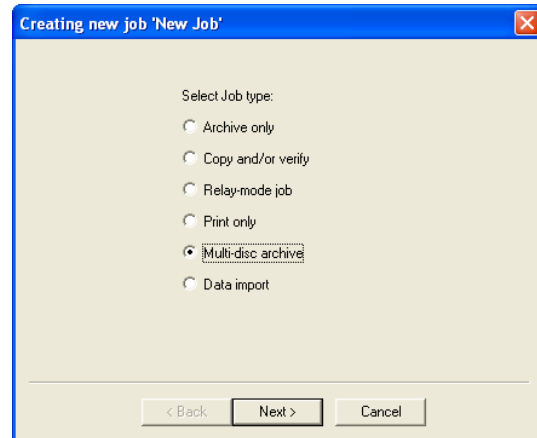 Creating new job 'New Job'
Select Job type:
Archive only
Copy and/or verify
Relay-mode job
Print only
Multi-disc archive
Data import
< Back Next > Cancel